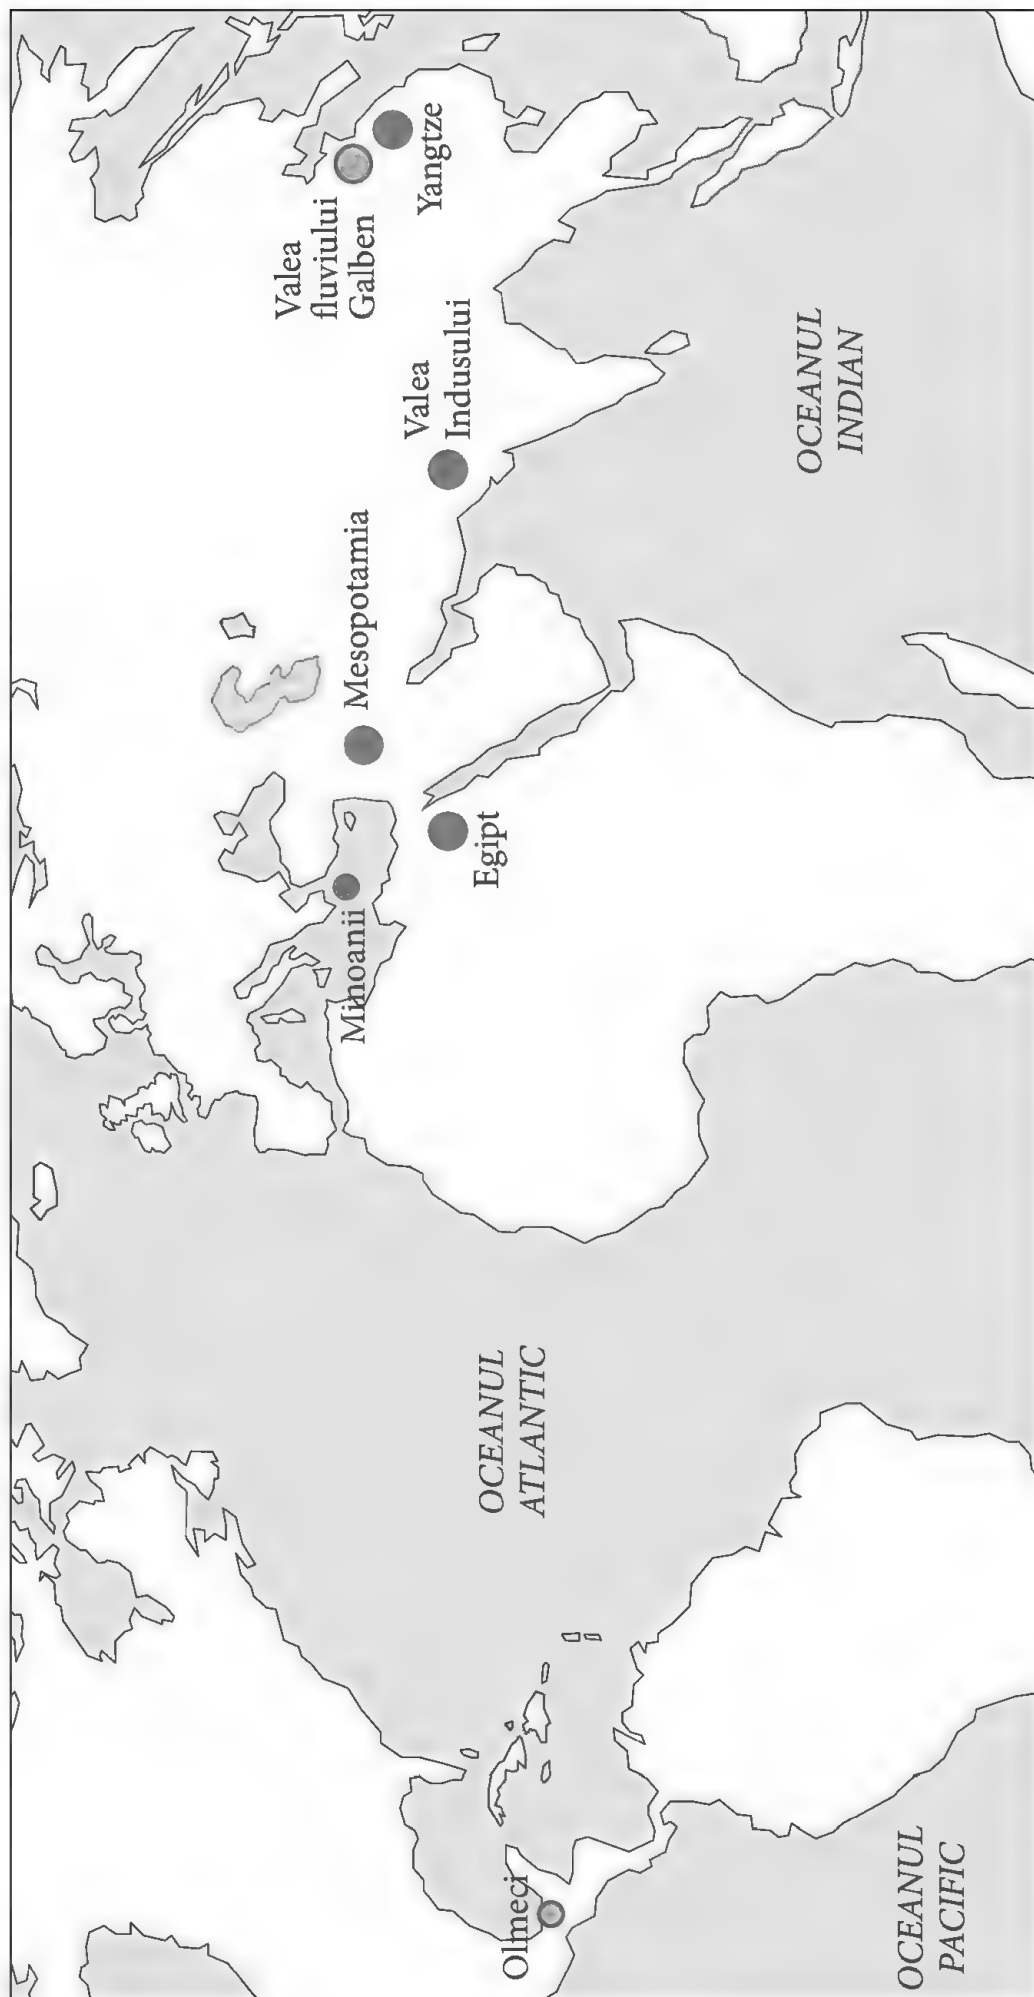 Olmeci
OCEANUL
PACIFIC
OCEANUL
ATLANTIC
Minoanii
Egipt
Mesopotamia
Valea
Indusului
Valea
fluviului
Galben
Yangtze
OCEANUL
INDIAN